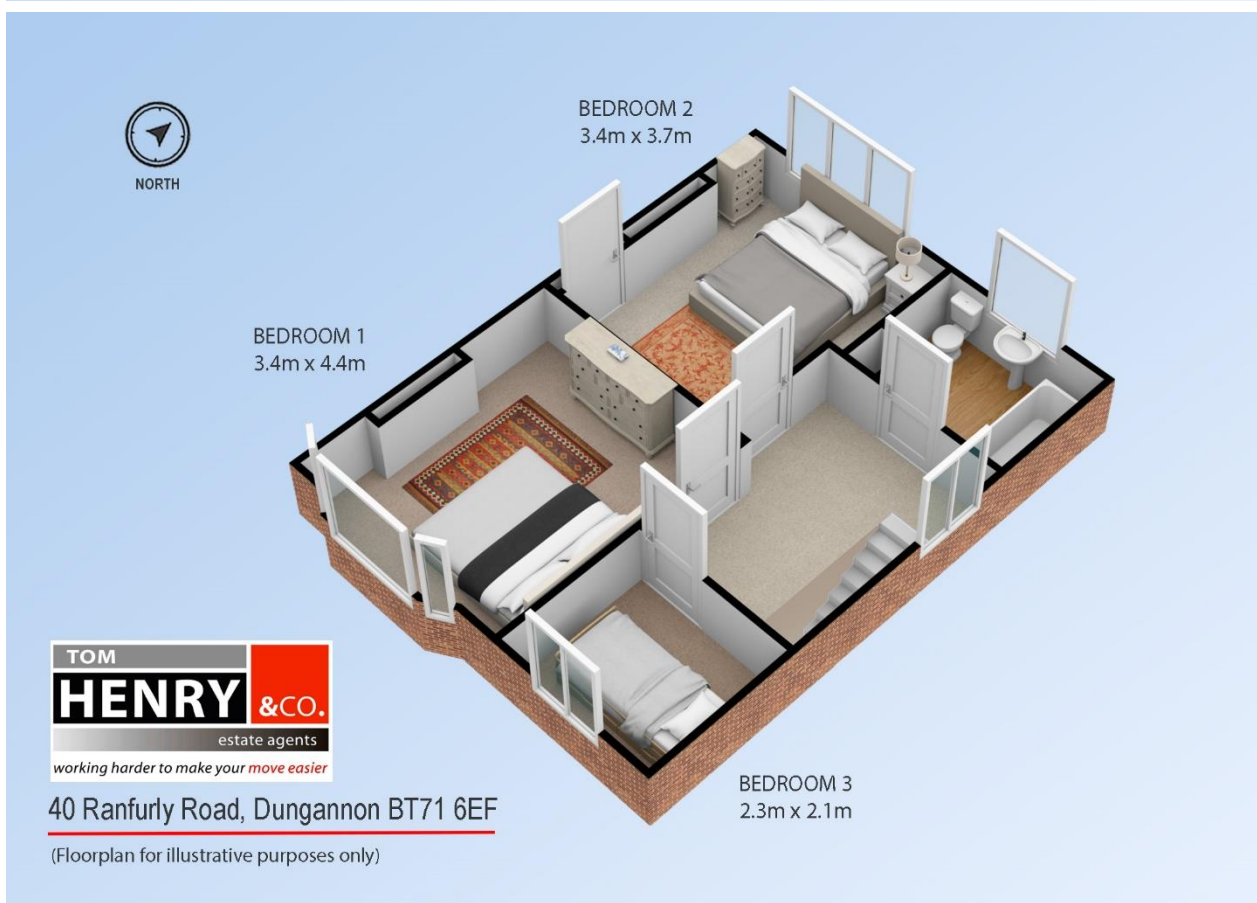 NORTH
BEDROOM 2
3.4m x 3.7m
BEDROOM 1
3.4m x 4.4m
TOM
HENRY &CO.
estate agents
working harder to make your move easier
40 Ranfurly Road, Dungannon BT71 6EF
(Floorplan for illustrative purposes only)
BEDROOM 3
2.3m x 2.1m